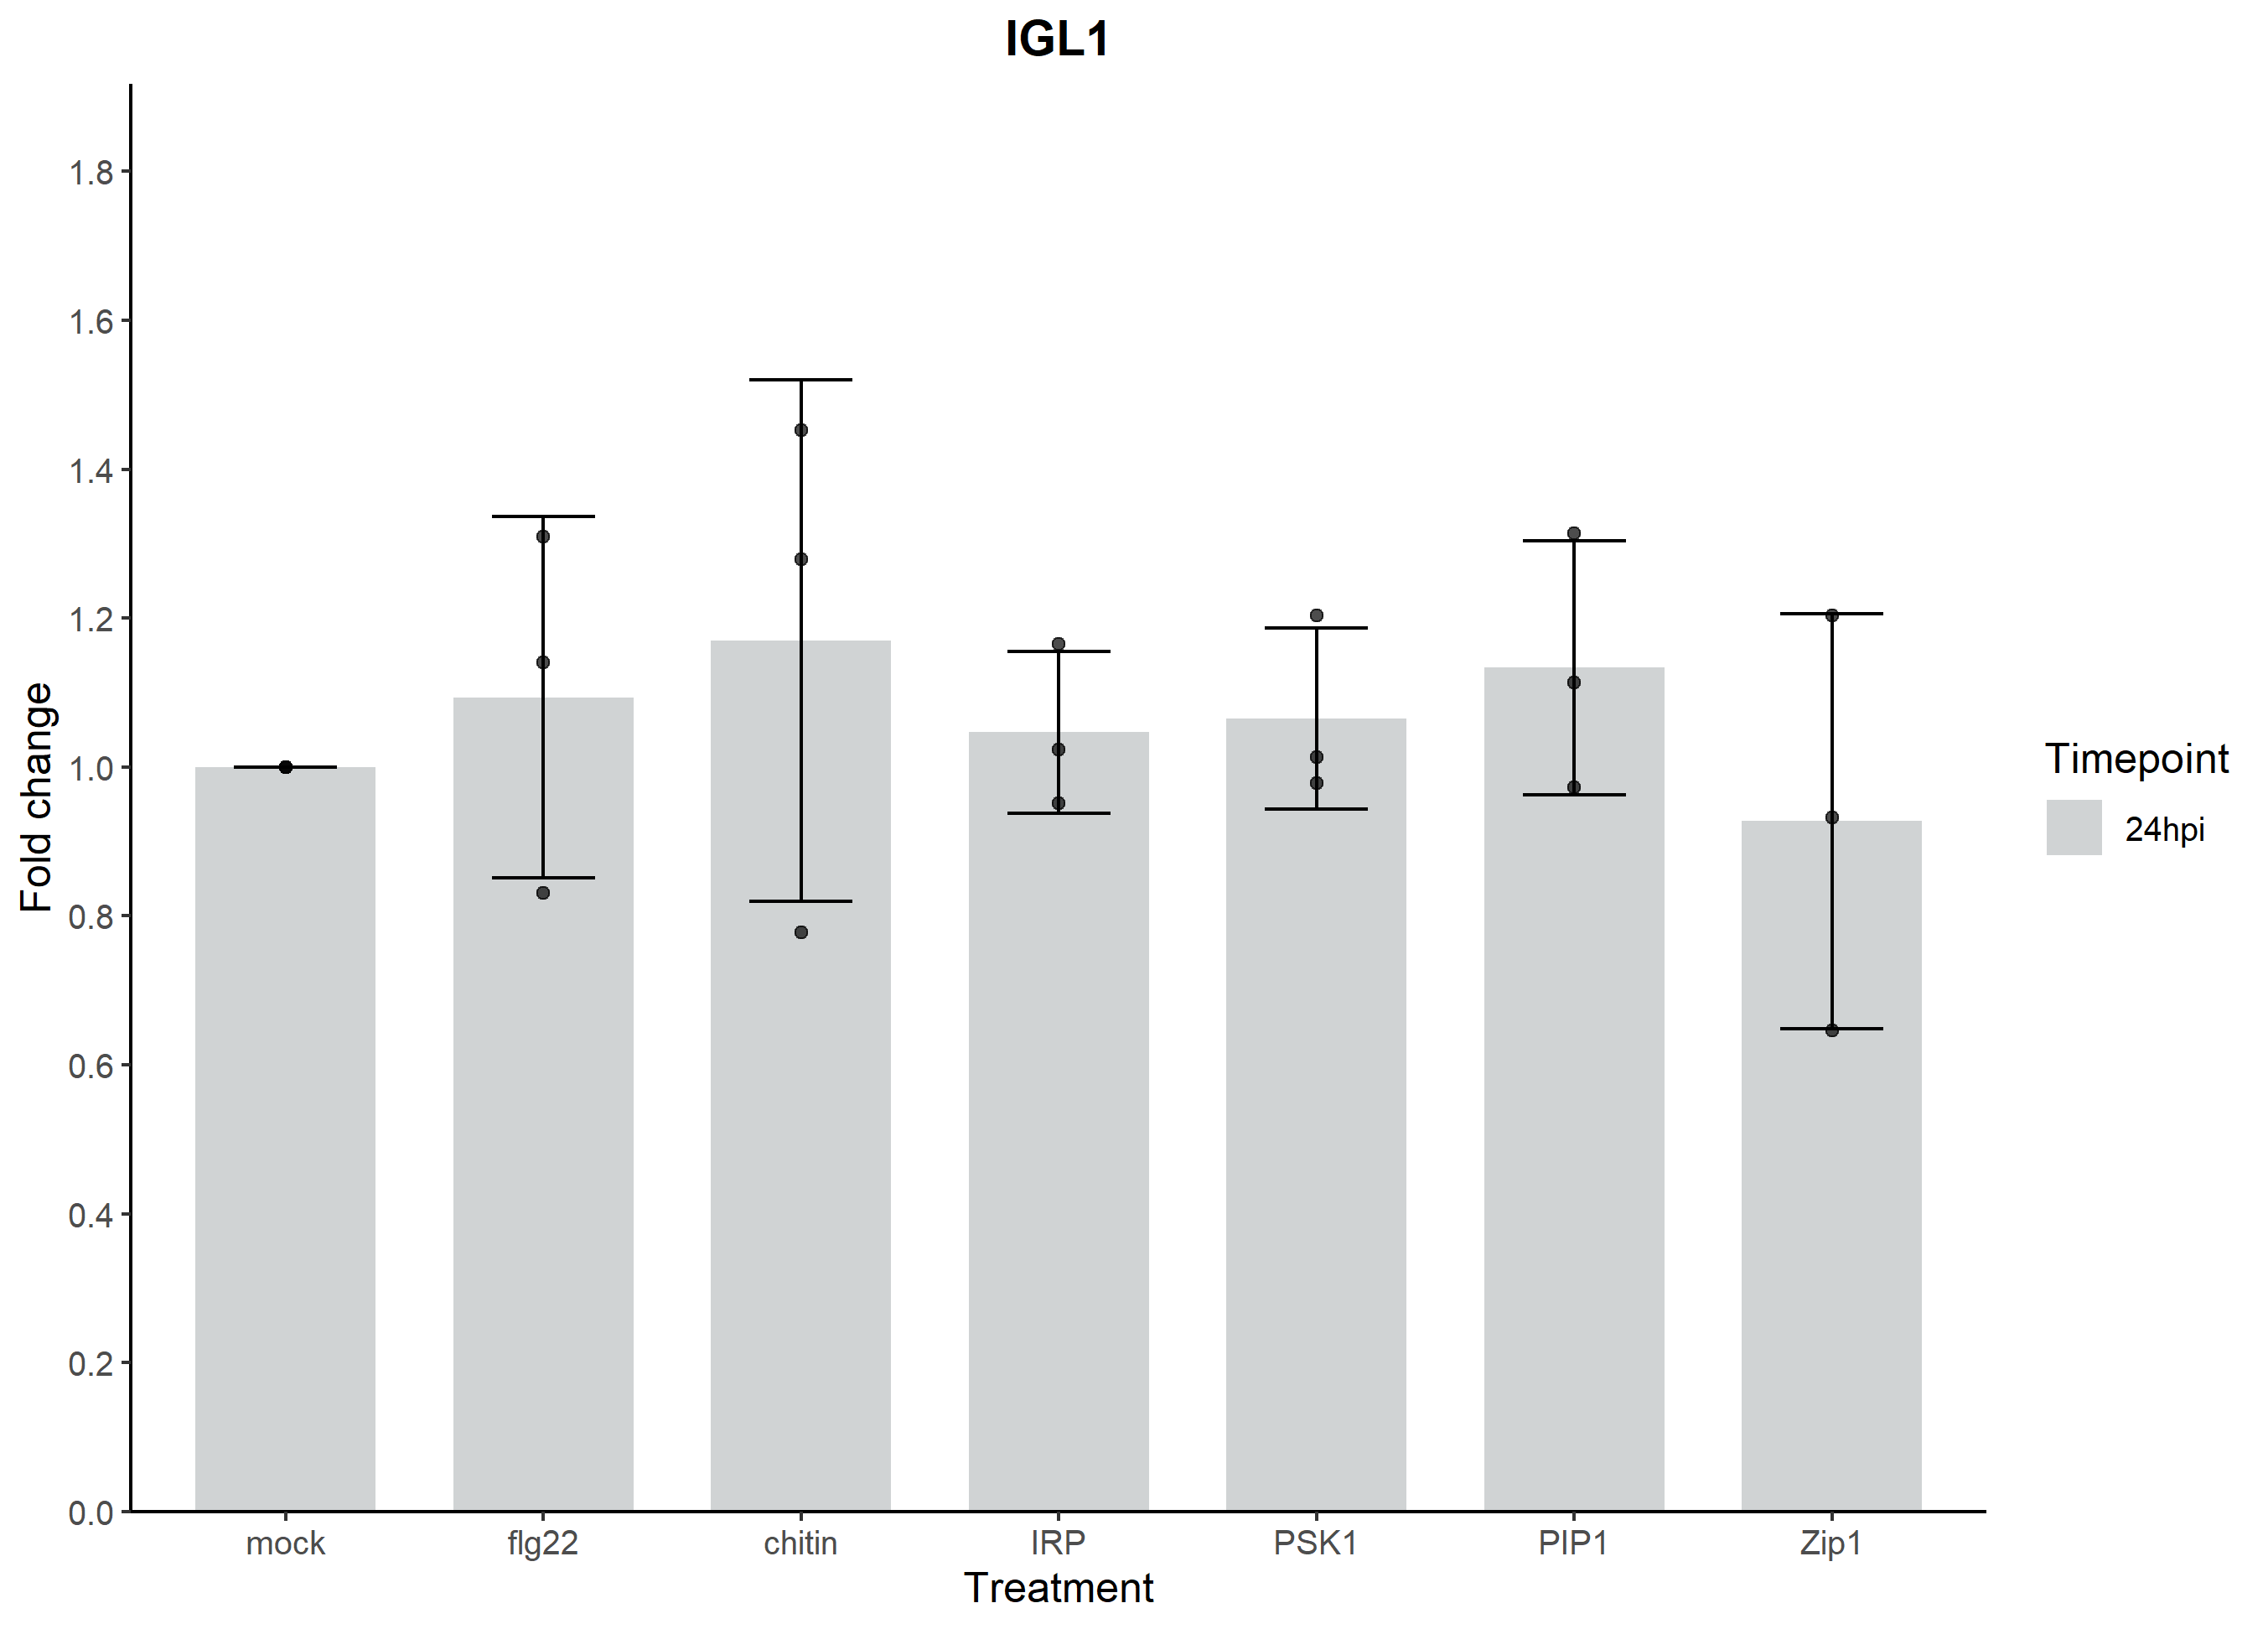 IGL1
Fold change
1.8
1.6
1.4
1.2
1.0
0.8
0.6
0.4
0.2
0.0
mock flg22 chitin IRP PSK1 PIP1 Zip1
Treatment
Timepoint
24hpi